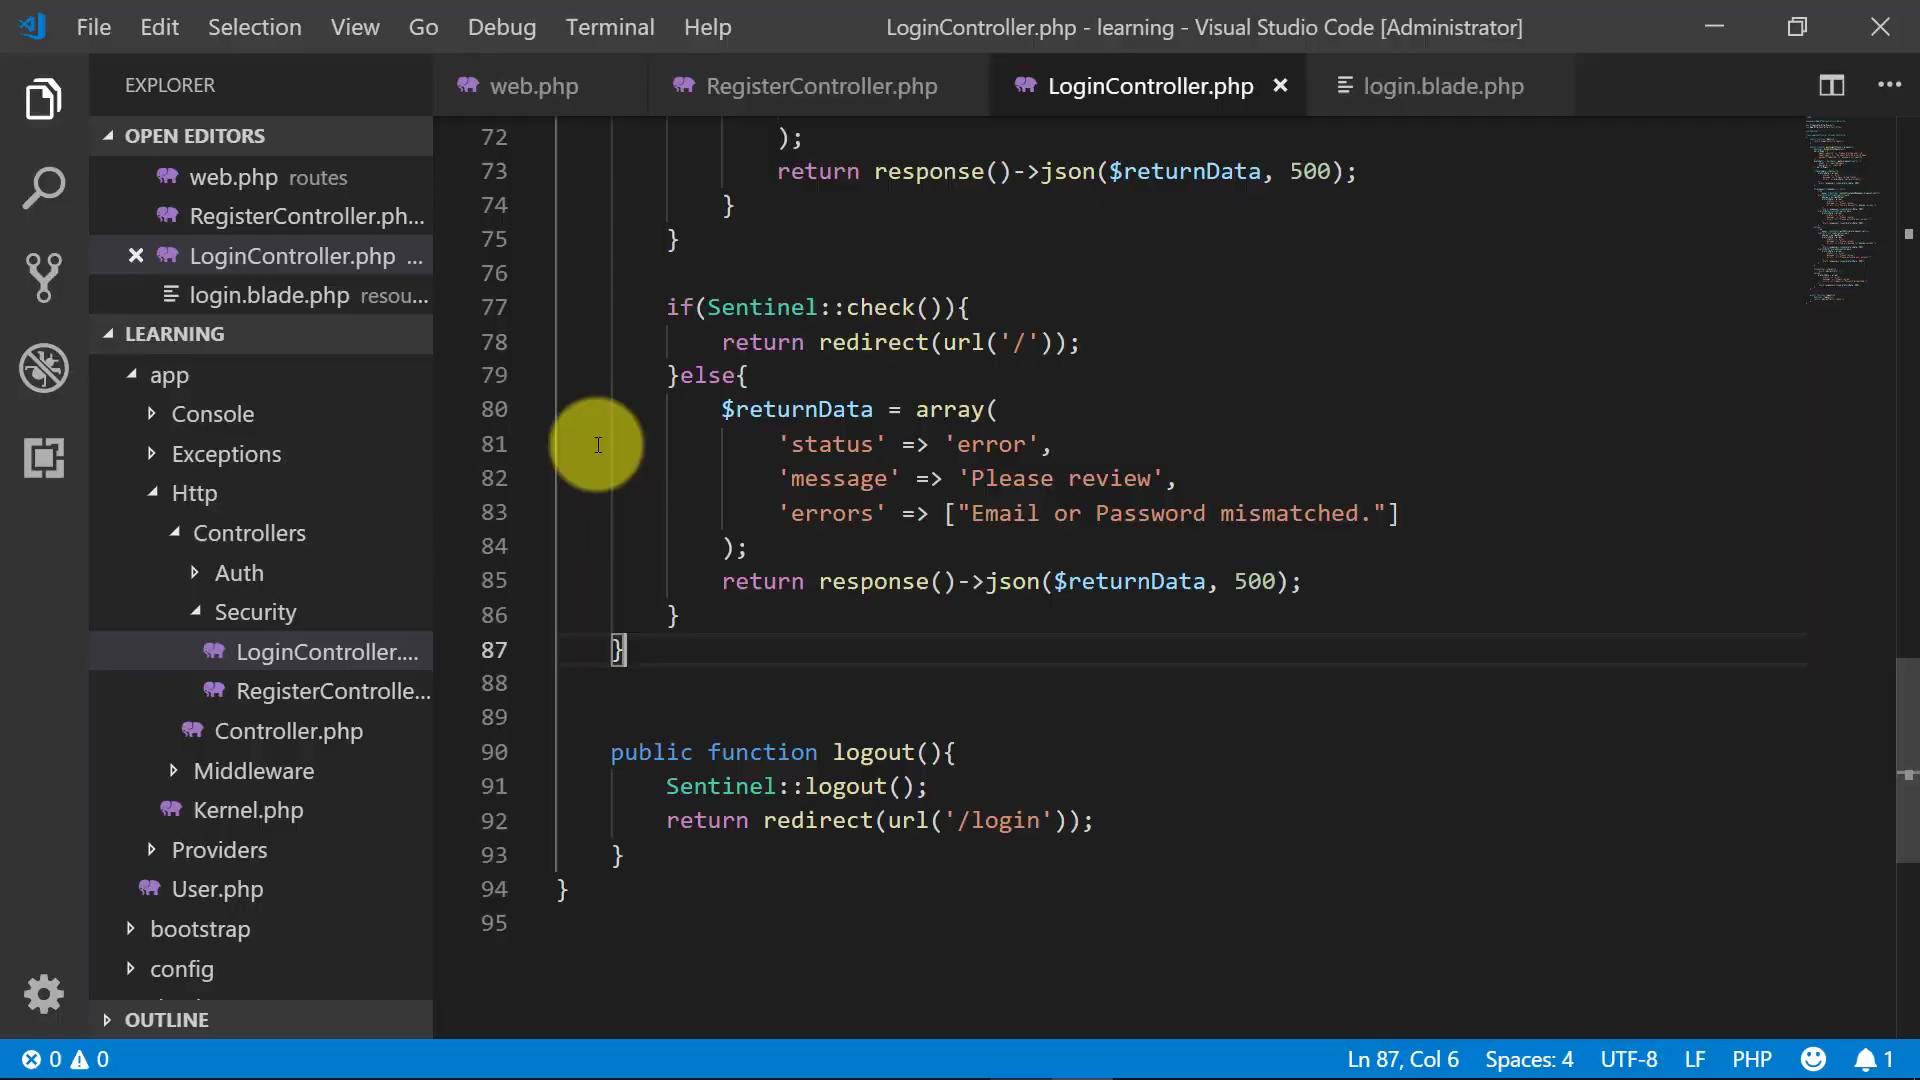 File Edit Selection View Go Debug Terminal Help
LoginController.php - learning - Visual Studio Code [Administrator]
EXPLORER
OPEN EDITORS
web.php routes
RegisterController.ph...
LoginController.php ...
login.blade.php resou...
LEARNING
app
Console
Exceptions
Http
Controllers
Auth
Security
LoginController....
RegisterControlle...
Controller.php
Middleware
Kernel.php
Providers
User.php
bootstrap
config
OUTLINE
web.php RegisterController.php LoginController.php login.blade.php
72 );
73 return response()->json($returnData, 500);
74 }
75 }
76
77 if(Sentinel::check()){
78 return redirect(url('/'));
79 }else{
80 $returnData = array(
81 'status' => 'error',
82 'message' => 'Please review',
83 'errors' => ["Email or Password mismatched."]
84 );
85 return response()->json($returnData, 500);
86 }
87 }
88
89
90 public function logout(){
91 Sentinel::logout();
92 return redirect(url('/login'));
93 }
94 }
95
0 0 Ln 87, Col 6 Spaces: 4 UTF-8 LF PHP 1